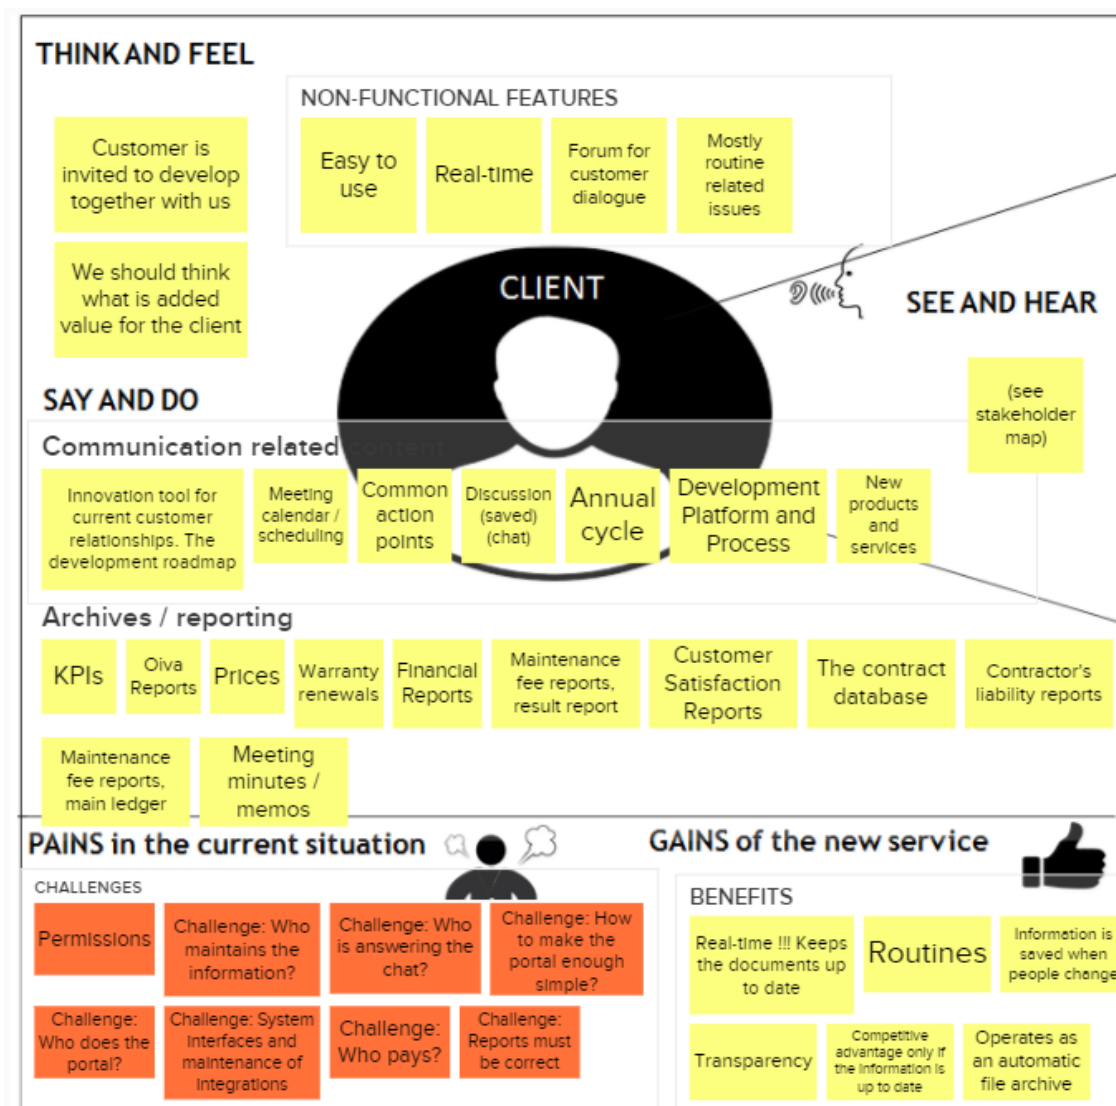 THINK AND FEEL
NON-FUNCTIONAL FEATURES
Customer is
invited to develop
together with us
Easy to
use
Real-time
Forum for
customer
dialogue
Mostly
routine
related
issues
We should think
what is added
value for the client
CLIENT
SEE AND HEAR
(see
stakeholder
map)
SAY AND DO
Communication related content
Innovation tool for
current customer
relationships. The
development roadmap
Meeting
calendar /
scheduling
Common
action
points
Discussion
(saved)
(chat)
Annual
cycle
Development
Platform and
Process
New
products
and
services
Archives / reporting
KPIs
Oiva
Reports
Prices
Warranty
renewals
Financial
Reports
Maintenance
fee reports,
result report
Customer
Satisfaction
Reports
The contract
database
Contractor's
liability reports
Maintenance
fee reports,
main ledger
Meeting
minutes /
memos
PAINS in the current situation
CHALLENGES
Permissions
Challenge: Who
maintains the
information?
Challenge: Who
is answering the
chat?
Challenge: How
to make the
portal enough
simple?
Challenge:
Who does the
portal?
Challenge: System
Interfaces and
maintenance of
Integrations
Challenge:
Who pays?
Challenge:
Reports must
be correct
GAINS of the new service
BENEFITS
Real-time !!! Keeps
the documents up
to date
Routines
Information is
saved when
people change
Transparency
Competitive
advantage only if
the information is
up to date
Operates as
an automatic
file archive